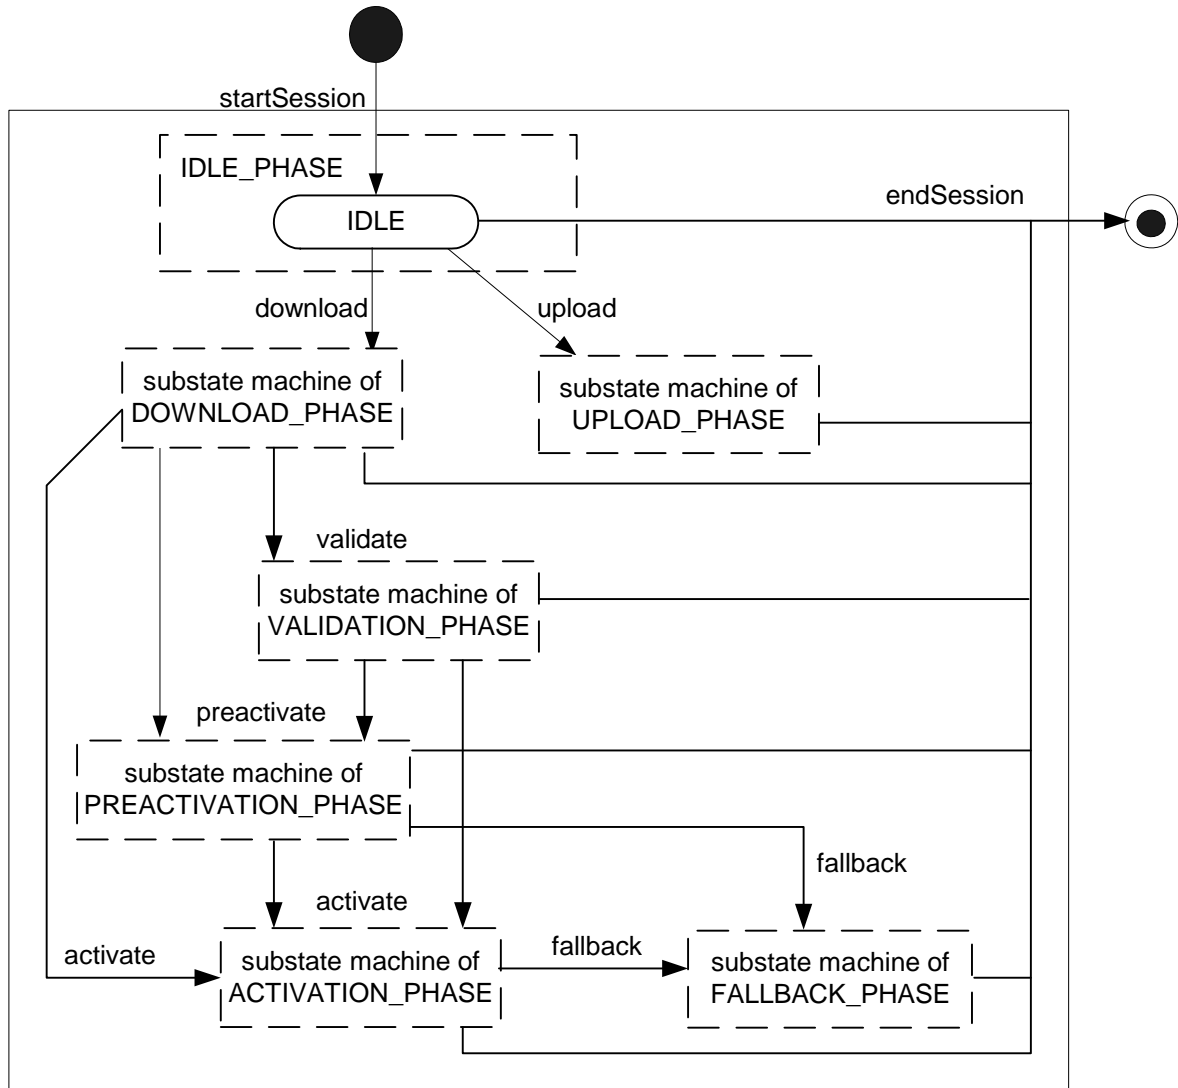 startSession
IDLE_PHASE
endSession
IDLE
download
upload
substate machine of
DOWNLOAD_PHASE
substate machine of
UPLOAD_PHASE
validate
substate machine of
VALIDATION_PHASE
preactivate
substate machine of
PREACTIVATION_PHASE
fallback
activate
activate
fallback
substate machine of
ACTIVATION_PHASE
substate machine of
FALLBACK_PHASE